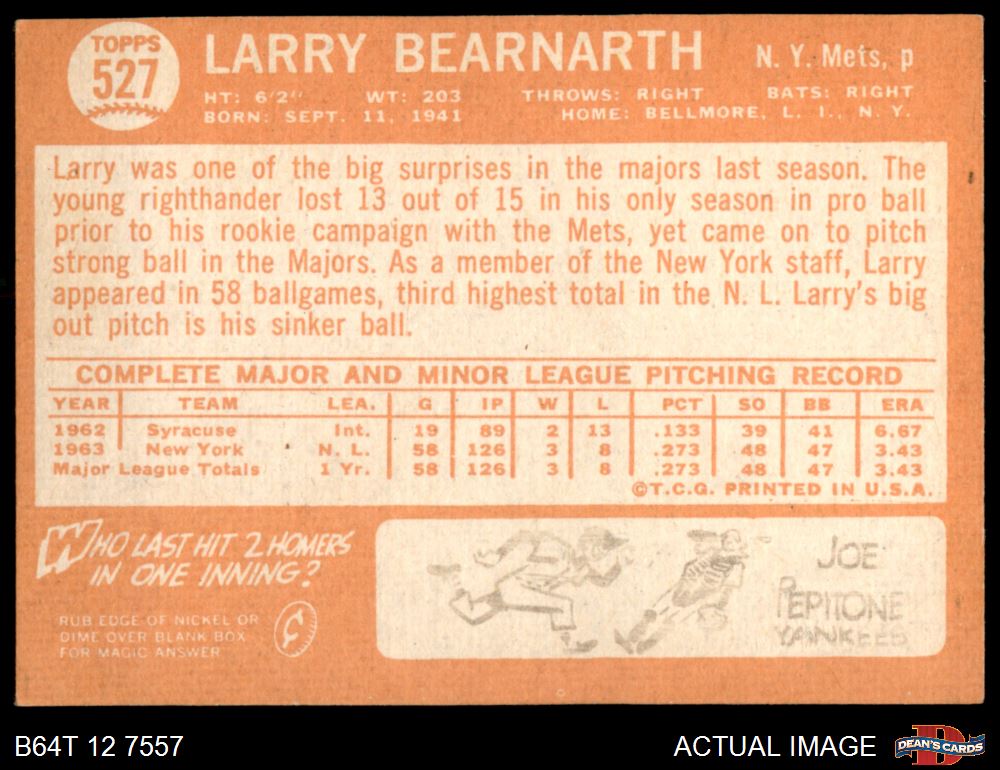 TOPPS
527
LARRY BEARNARTH
N. Y. Mets, p
HT: 6'2" WT: 203 THROWS: RIGHT BATS: RIGHT
BORN: SEPT. 11, 1941 HOME: BELLMORE, L. I., N. Y.
Larry was one of the big surprises in the majors last season. The
young righthander lost 13 out of 15 in his only season in pro ball
prior to his rookie campaign with the Mets, yet came on to pitch
strong ball in the Majors. As a member of the New York staff, Larry
appeared in 58 ballgames, third highest total in the N. L. Larry's big
out pitch is his sinker ball.
COMPLETE MAJOR AND MINOR LEAGUE PITCHING RECORD
YEAR TEAM LEA. G IP W L PCT SO BB ERA
1962 Syracuse Int. 19 89 2 13 .133 39 41 6.67
1963 New York N. L. 58 126 3 8 .273 48 47 3.43
Major League Totals 1 Yr. 58 126 3 8 .273 48 47 3.43
©T.C.G. PRINTED IN U.S.A.
WHO LAST HIT 2 HOMERS
IN ONE INNING?
RUB EDGE OF NICKEL OR
DIME OVER BLANK BOX
FOR MAGIC ANSWER
¢
JOE
PEPITONE
YANKEES
B64T 12 7557
ACTUAL IMAGE
D
DEAN'S CARDS